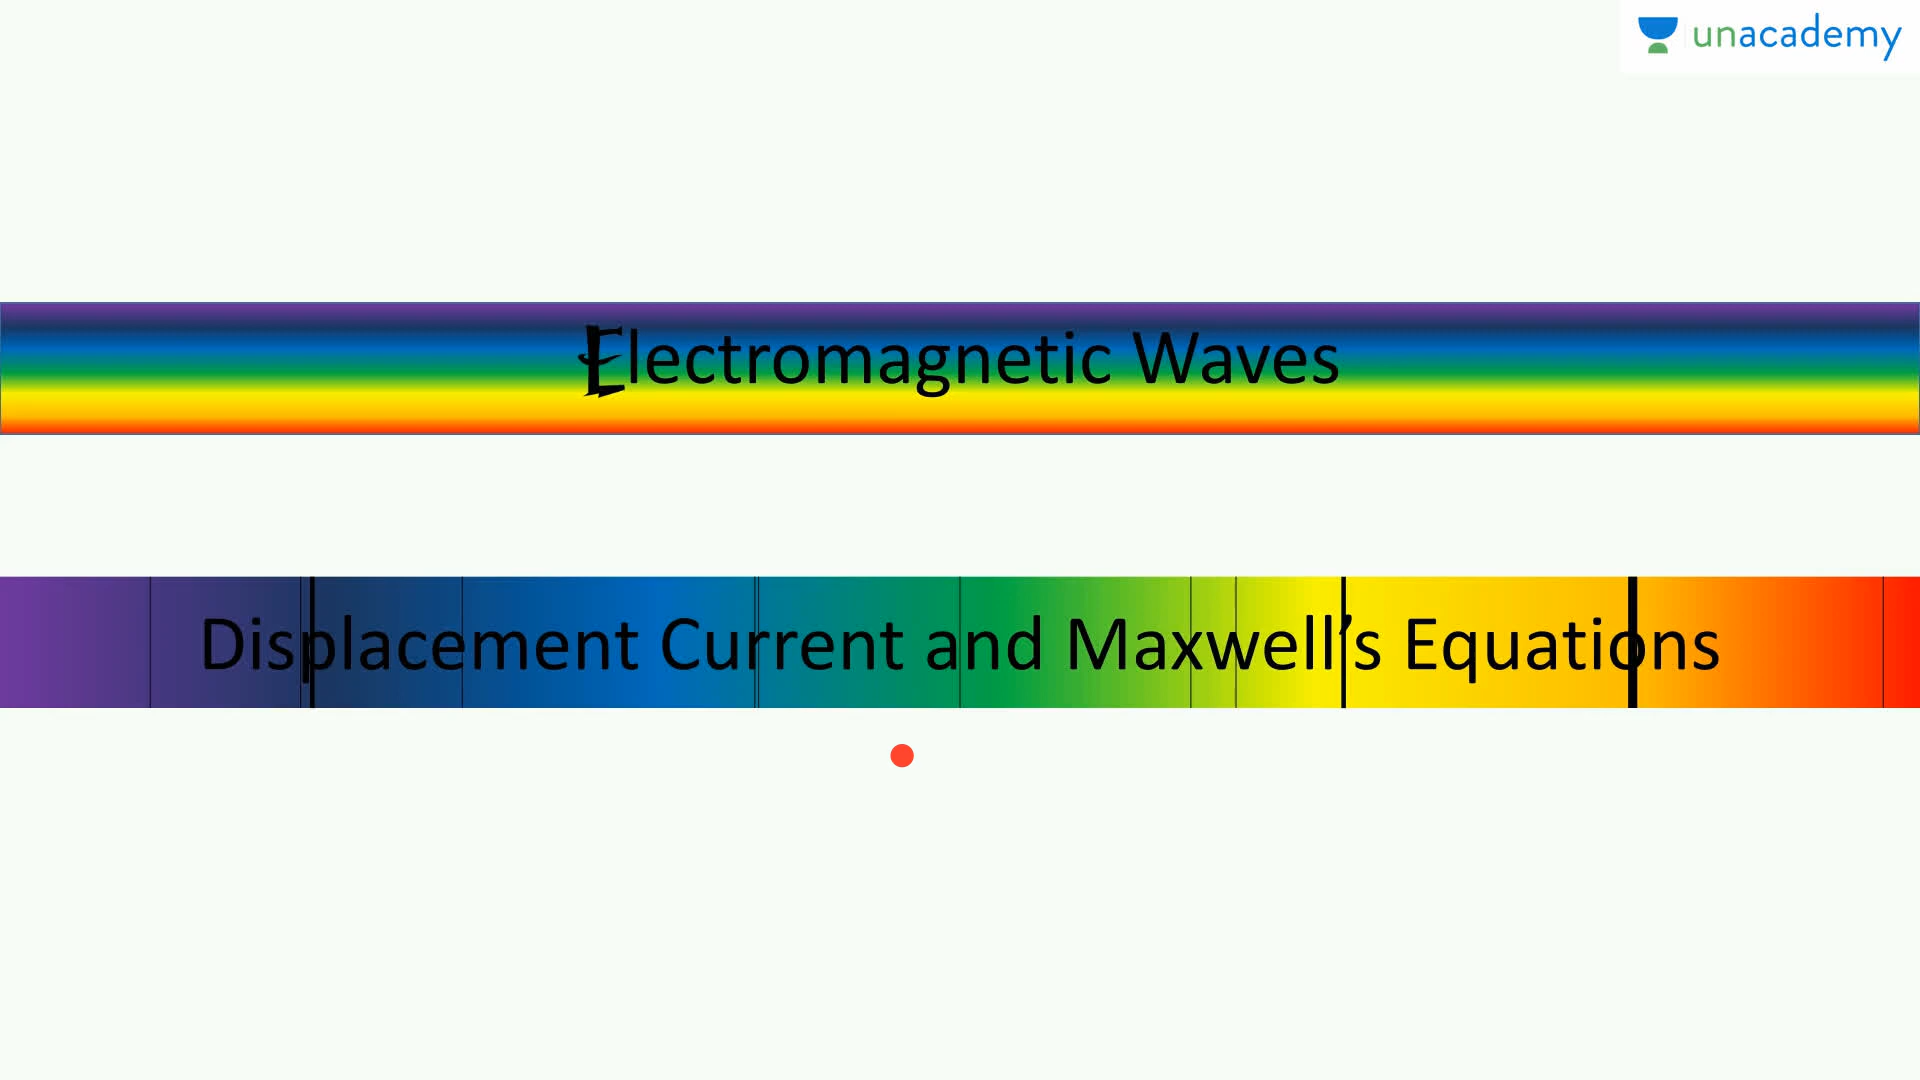 unacademy
Electromagnetic Waves
Displacement Current and Maxwell’s Equations